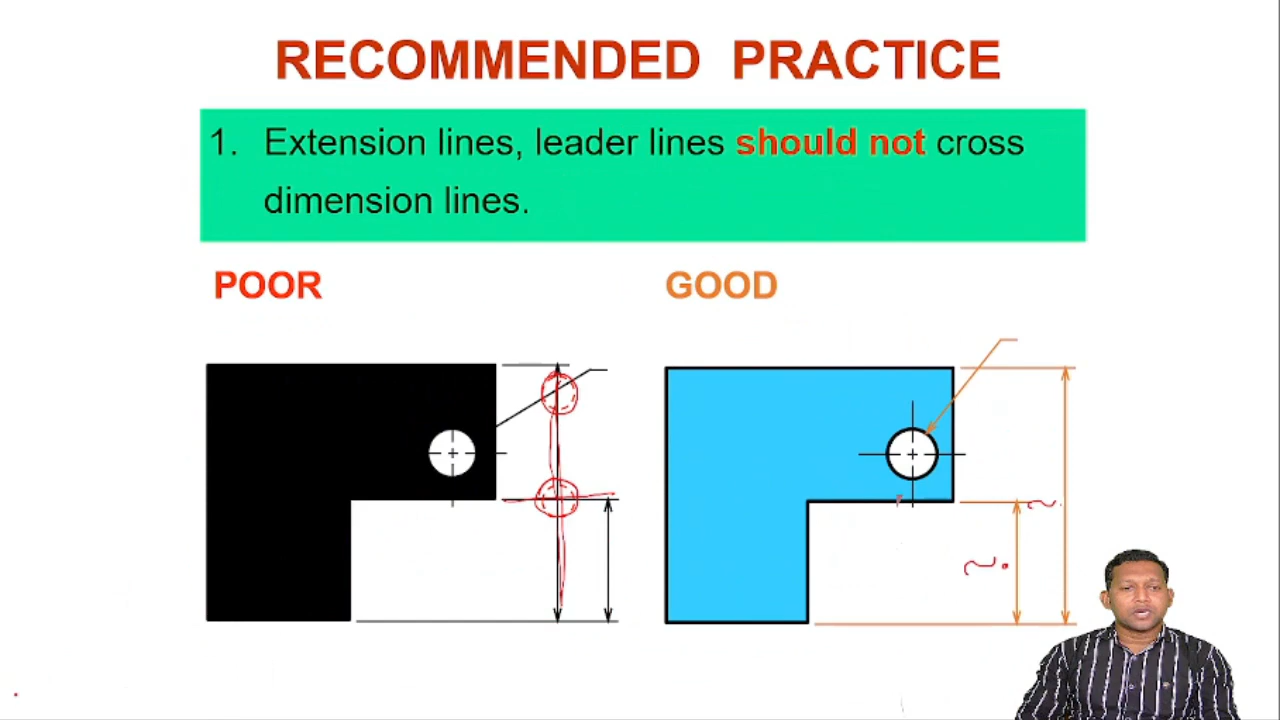 RECOMMENDED PRACTICE
1. Extension lines, leader lines should not cross
dimension lines.
POOR
GOOD